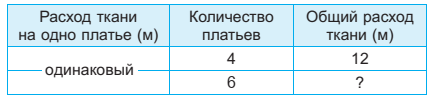 Расход ткани
на одно платье (м)
Количество
платьев
Общий расход
ткани (м)
одинаковый
4
12
6
?